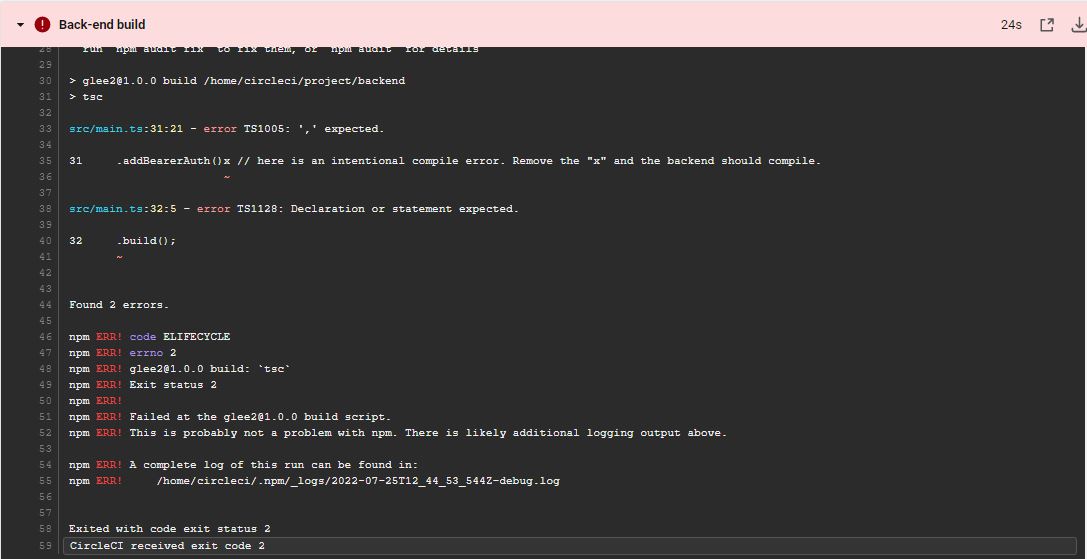 Back-end build 24s
28 run `npm audit fix` to fix them, or `npm audit` for details
29
30 > glee2@1.0.0 build /home/circleci/project/backend
31 > tsc
32
33 src/main.ts:31:21 - error TS1005: ',' expected.
34
35 31 .addBearerAuth()x // here is an intentional compile error. Remove the "x" and the backend should compile.
36 ~
37
38 src/main.ts:32:5 - error TS1128: Declaration or statement expected.
39
40 32 .build();
41 ~
42
43
44 Found 2 errors.
45
46 npm ERR! code ELIFECYCLE
47 npm ERR! errno 2
48 npm ERR! glee2@1.0.0 build: `tsc`
49 npm ERR! Exit status 2
50 npm ERR!
51 npm ERR! Failed at the glee2@1.0.0 build script.
52 npm ERR! This is probably not a problem with npm. There is likely additional logging output above.
53
54 npm ERR! A complete log of this run can be found in:
55 npm ERR! /home/circleci/.npm/_logs/2022-07-25T12_44_53_544Z-debug.log
56
57
58 Exited with code exit status 2
59 CircleCI received exit code 2